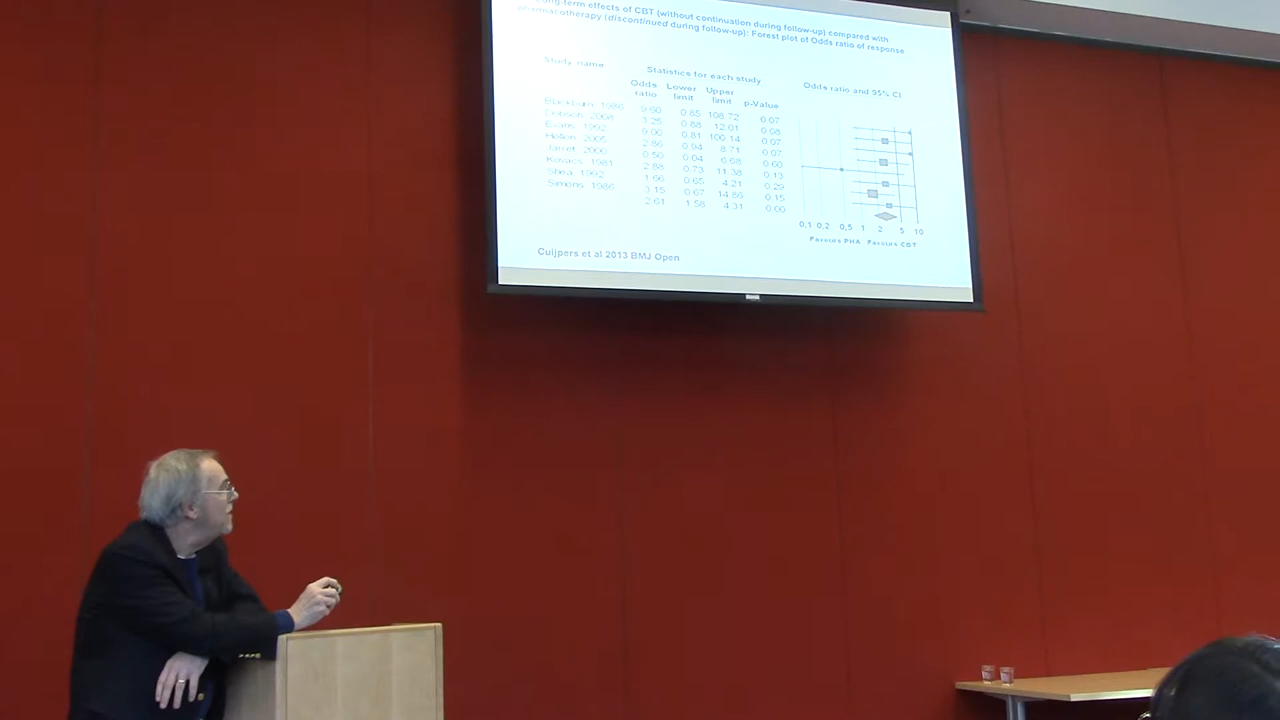 ong-term effects of CBT (without continuation during follow-up) compared with
pharmacotherapy (discontinued during follow-up): Forest plot of Odds ratio of response
Study name
Statistics for each study
Odds ratio and 95% CI
Odds Lower Upper
ratio limit limit p-Value
Blackburn, 1986 9.60 0.85 108.72 0.07
Dobson, 2008 3.25 0.88 12.01 0.08
Evans, 1992 9.00 0.81 100.14 0.07
Hollon, 2005 2.86 0.94 8.71 0.07
Jarret, 2000 0.50 0.04 6.68 0.60
Kovacs, 1981 2.88 0.73 11.38 0.13
Shea, 1992 1.66 0.65 4.21 0.29
Simons, 1986 3.15 0.67 14.86 0.15
2.61 1.58 4.31 0.00
0,1 0,2 0,5 1 2 5 10
Favours PHA Favours CBT
Cuijpers et al 2013 BMJ Open